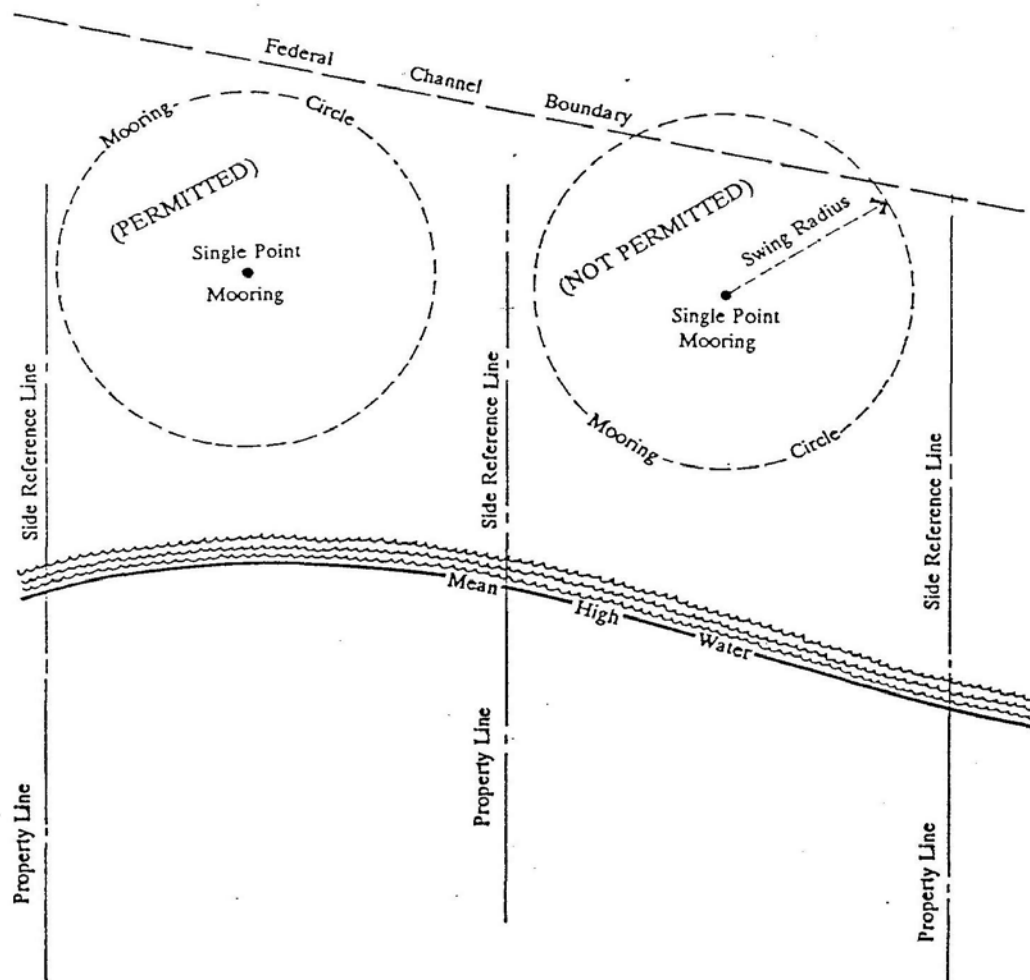 Federal Channel Boundary
Mooring Circle
(PERMITTED)
Single Point
Mooring
(NOT PERMITTED)
Swing Radius
Single Point
Mooring
Mooring Circle
Side Reference Line
Side Reference Line
Side Reference Line
Mean High Water
Property Line
Property Line
Property Line